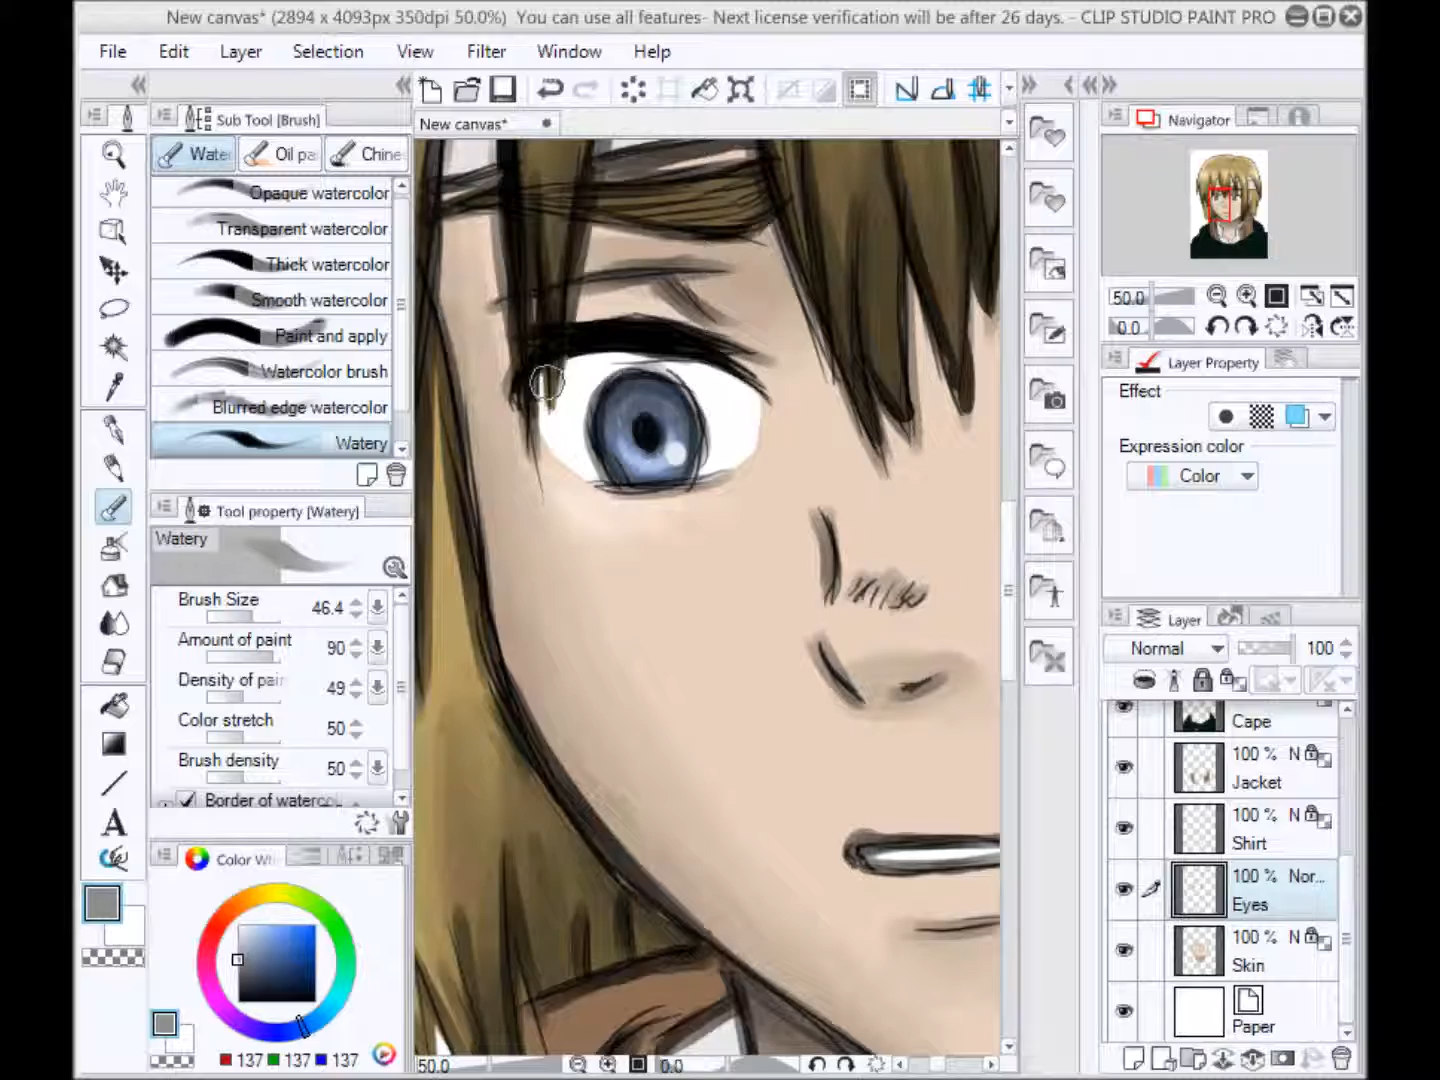 New canvas* (2894 x 4093px 350dpi 50.0%) You can use all features- Next license verification will be after 26 days. - CLIP STUDIO PAINT PRO
File Edit Layer Selection View Filter Window Help
Sub Tool [Brush]
New canvas*
Navigator
Oil pa
Chine
Opaque watercolor
Transparent watercolor
Thick watercolor
Smooth watercolor
Paint and apply
Watercolor brush
Blurred edge watercolor
Watery
50.0
0.0
Layer Property
Effect
Expression color
Color
Tool property [Watery]
Watery
Brush Size 46.4
Amount of paint 90
Density of pain 49
Color stretch 50
Brush density 50
Border of waterco
Layer
Normal 100
Cape
100 % N
Jacket
100 % N
Shirt
100 % Nor...
Eyes
100 % N
Skin
Paper
Color
A
137 137 137
50.0 0.0